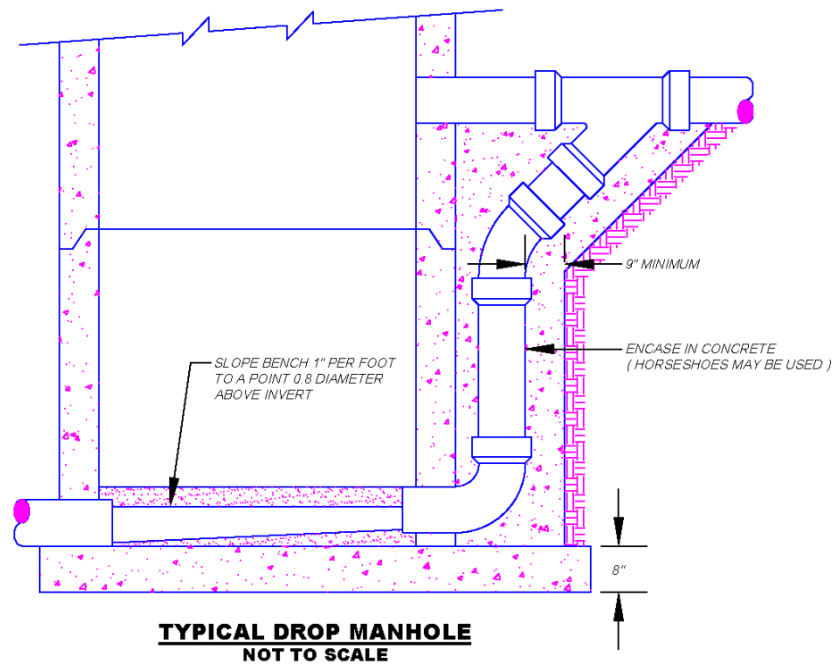 9" MINIMUM
SLOPE BENCH 1" PER FOOT
TO A POINT 0.8 DIAMETER
ABOVE INVERT
ENCASE IN CONCRETE
( HORSESHOES MAY BE USED )
8"
TYPICAL DROP MANHOLE
NOT TO SCALE